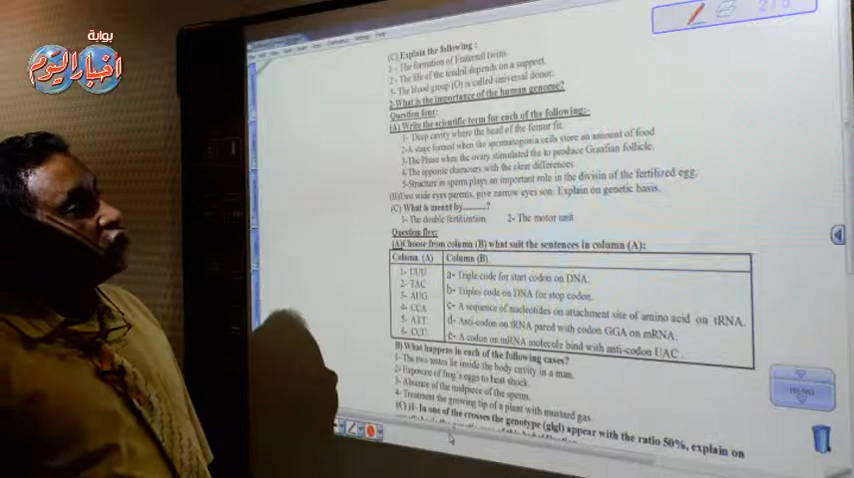 بوابة
اخبار اليوم
(C) Explain the following :
1 - The formation of Fraternal twins.
2 - The life of the tendril depends on a support.
3- The blood group (O) is called universal donor.
2-What is the importance of the human genome?
Question four:
(A) Write the scientific term for each of the following:-
1- Deep cavity where the head of the femur fit.
2-A stage formed when the spermatogonia cells store an amount of food
3-The Phase when the ovary stimulated the to produce Graafian follicle.
4-The opposite characters with the clear differences.
5-Structure in sperm plays an important role in the divisin of the fertilized egg.
(B)Two wide eyes parents, give narrow eyes son. Explain on genetic basis.
(C) What is meant by..........?
1- The double fertilization. 2- The motor unit
Question five:
(A)Choose from column (B) what suit the sentences in column (A):
Column (A) Column (B)
1- UUU a- Triple code for start codon on DNA.
2- TAC b- Triples code on DNA for stop codon.
3- AUG c- A sequence of nucleotides on attachment site of amino acid on tRNA.
4- CCA d- Anti-codon on tRNA pared with codon GGA on mRNA.
5- ATT e- A codon on mRNA molecule bind with anti-codon UAC .
6- CCU
B) What happens in each of the following cases?
1- The two testes lie inside the body cavity in a man.
2- Exposure of frog's eggs to heat shock.
3- Absence of the midpiece of the sperm.
4- Treatment the growing tip of a plant with mustard gas.
In one of the crosses the genotype appear with the ratio 50%, explain on
MENU